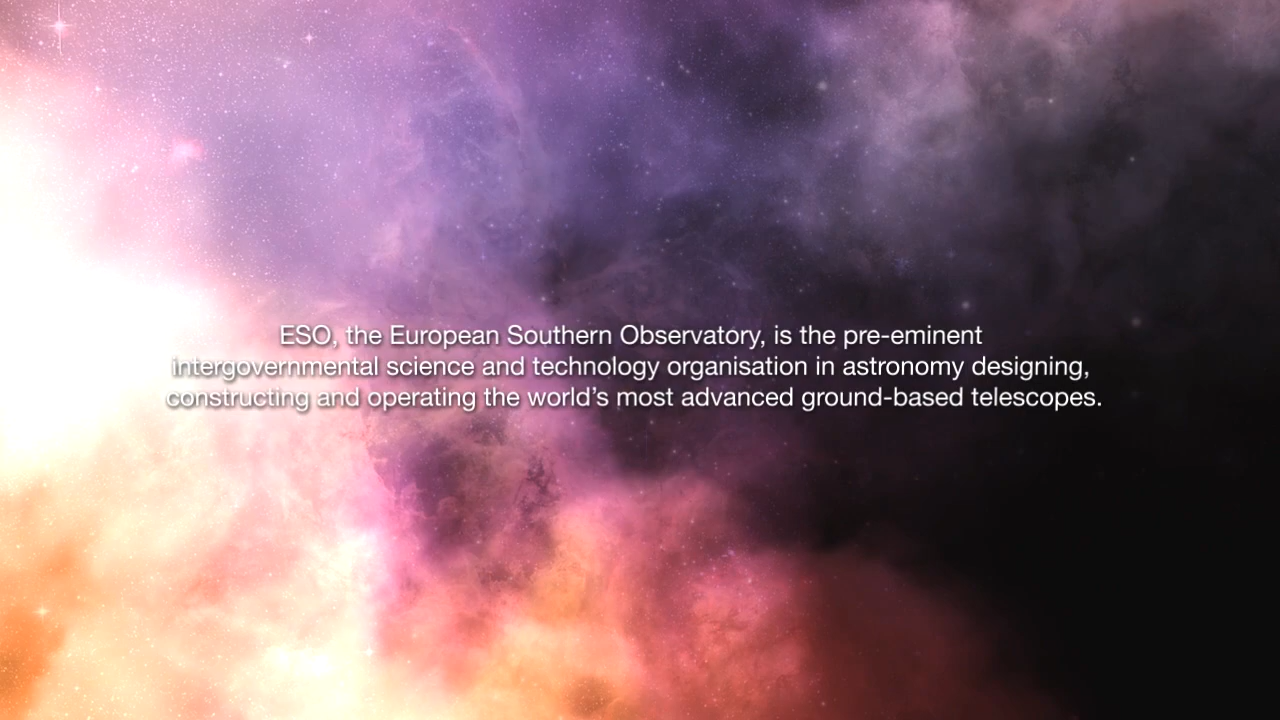 ESO, the European Southern Observatory, is the pre-eminent
intergovernmental science and technology organisation in astronomy designing,
constructing and operating the world’s most advanced ground-based telescopes.